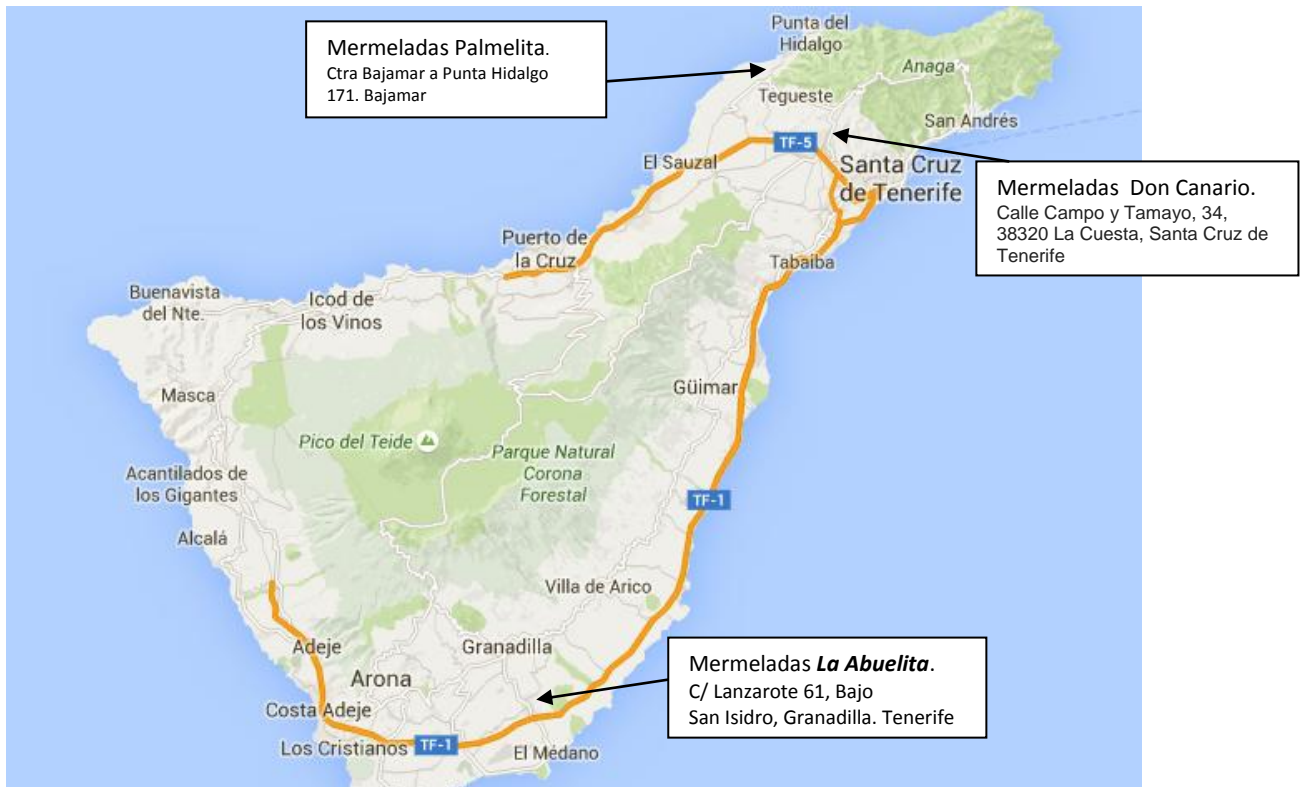 Mermeladas Palmelita.
Ctra Bajamar a Punta Hidalgo
171. Bajamar
Punta del
Hidalgo
Anaga
Tegueste
San Andrés
TF-5
El Sauzal
Santa Cruz
de Tenerife
Mermeladas Don Canario.
Calle Campo y Tamayo, 34,
38320 La Cuesta, Santa Cruz de
Tenerife
Puerto de
la Cruz
Tabaiba
Buenavista
del Nte.
Icod de
los Vinos
Güimar
Masca
Pico del Teide
Parque Natural
Corona
Forestal
Acantilados de
los Gigantes
TF-1
Alcalá
Villa de Arico
Adeje
Granadilla
Arona
Mermeladas La Abuelita.
C/ Lanzarote 61, Bajo
San Isidro, Granadilla. Tenerife
Costa Adeje
Los Cristianos
TF-1
El Médano